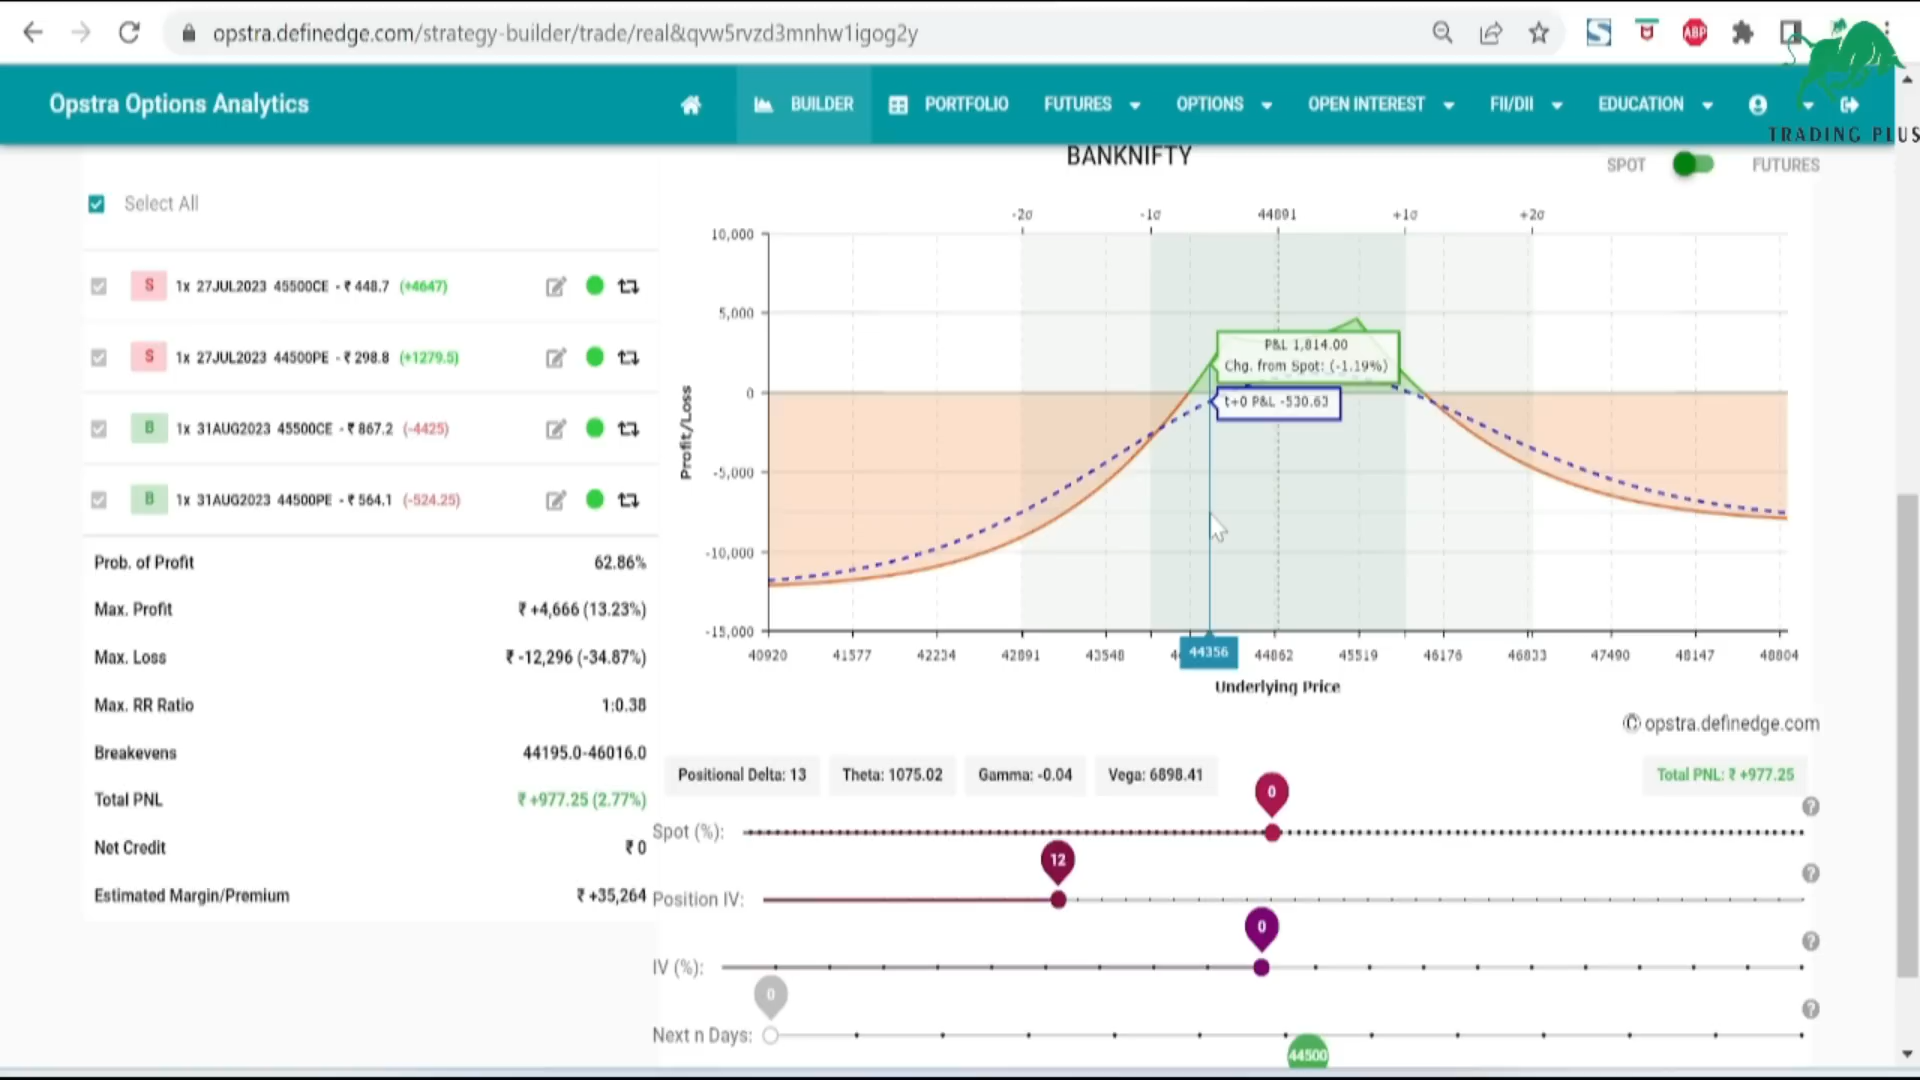 opstra.definedge.com/strategy-builder/trade/real&qvw5rvzd3mnhw1igog2y
ABP
Opstra Options Analytics
BUILDER
PORTFOLIO
FUTURES
OPTIONS
OPEN INTEREST
FII/DII
EDUCATION
TRADING PLUS
BANKNIFTY
SPOT
FUTURES
Select All
S 1x 27JUL2023 45500CE - ₹ 448.7 (+4647)
S 1x 27JUL2023 44500PE - ₹ 298.8 (+1279.5)
B 1x 31AUG2023 45500CE - ₹ 867.2 (-4425)
B 1x 31AUG2023 44500PE - ₹ 564.1 (-524.25)
Prob. of Profit 62.86%
Max. Profit ₹ +4,666 (13.23%)
Max. Loss ₹ -12,296 (-34.87%)
Max. RR Ratio 1:0.38
Breakevens 44195.0-46016.0
Total PNL ₹ +977.25 (2.77%)
Net Credit ₹ 0
Estimated Margin/Premium ₹ +35,264
-2σ -1σ 44891 +1σ +2σ
10,000
5,000
0
-5,000
-10,000
-15,000
Profit/Loss
P&L 1,814.00
Chg. from Spot: (-1.19%)
t+0 P&L -530.63
40920 41577 42234 42891 43548 44356 44862 45519 46176 46833 47490 48147 48804
Underlying Price
© opstra.definedge.com
Positional Delta: 13
Theta: 1075.02
Gamma: -0.04
Vega: 6898.41
Total PNL: ₹ +977.25
0
Spot (%):
12
Position IV:
0
IV (%):
0
Next n Days:
44500